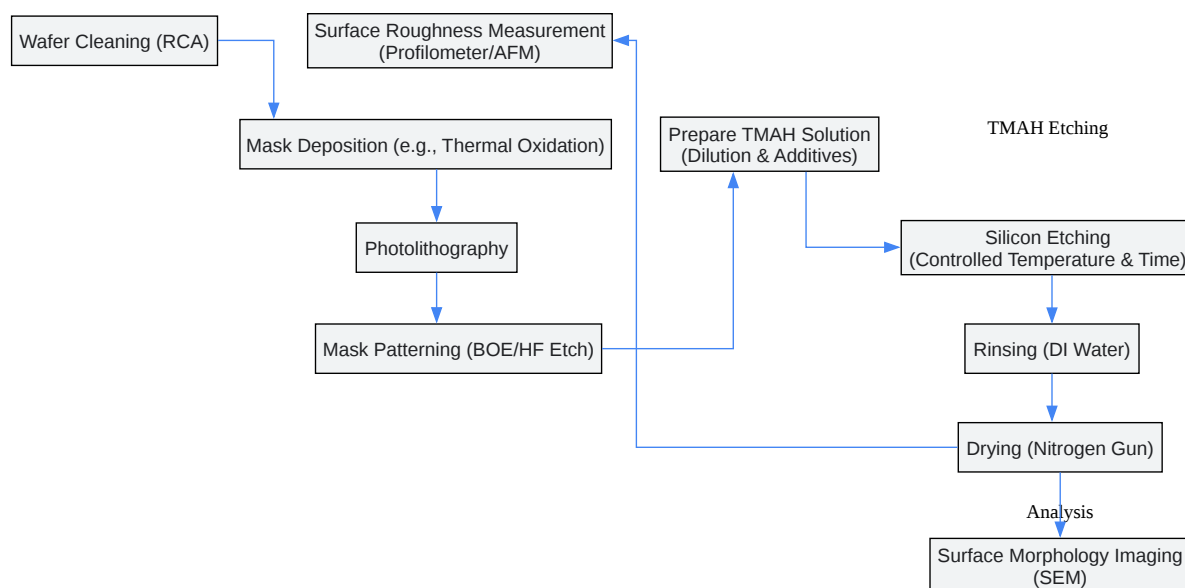 Wafer Cleaning (RCA)
Surface Roughness Measurement
(Profilometer/AFM)
Mask Deposition (e.g., Thermal Oxidation)
Prepare TMAH Solution
(Dilution & Additives)
TMAH Etching
Photolithography
Silicon Etching
(Controlled Temperature & Time)
Mask Patterning (BOE/HF Etch)
Rinsing (DI Water)
Drying (Nitrogen Gun)
Analysis
Surface Morphology Imaging
(SEM)